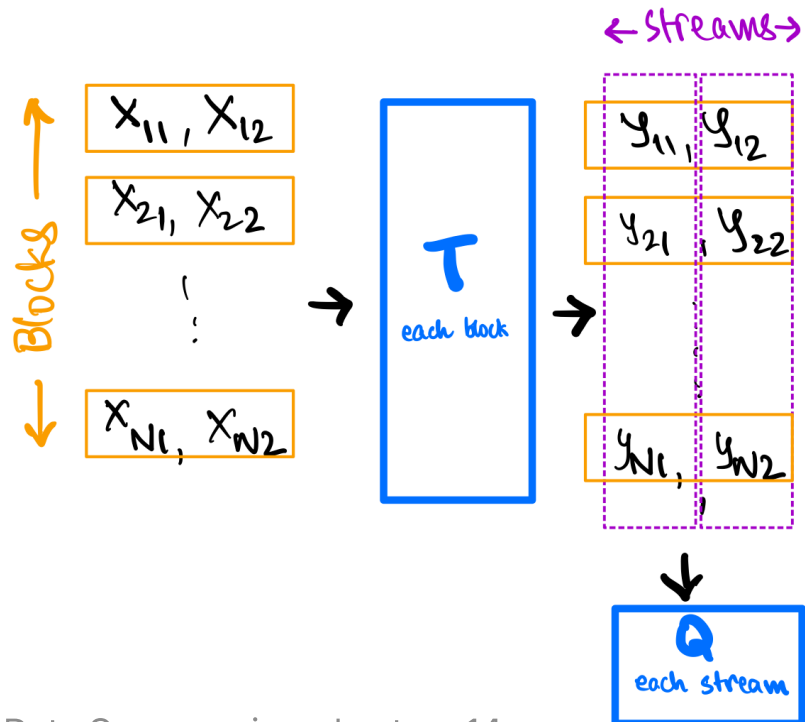 ← streams →
X11, X12
X21, X22
XN1, XN2
← Blocks →
T
each block
y11, y12
y21, y22
yN1, yN2
Q
each stream